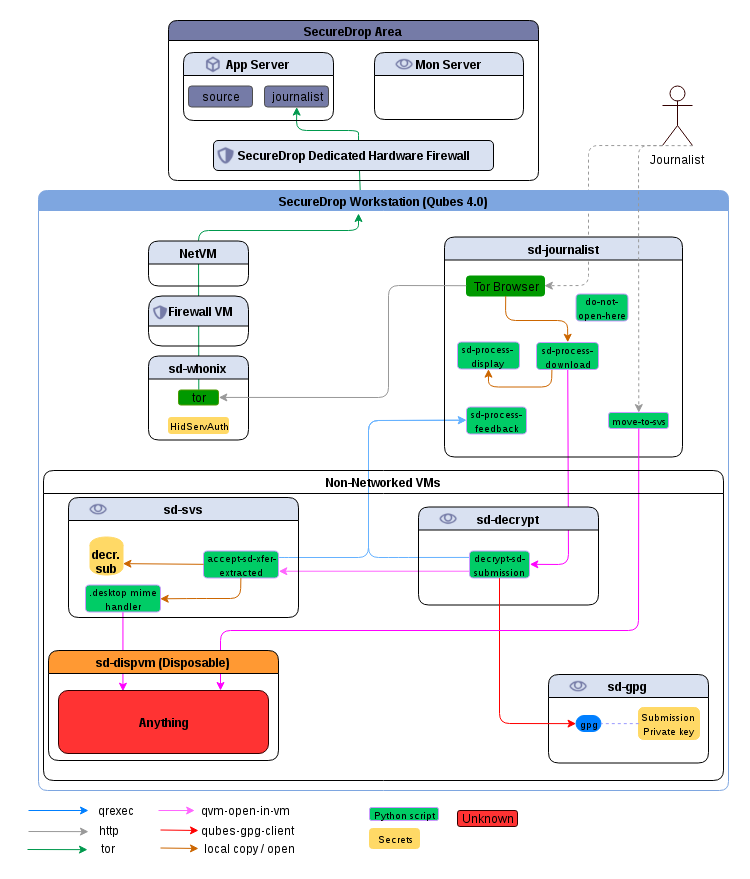 SecureDrop Area
App Server
Mon Server
source
journalist
SecureDrop Dedicated Hardware Firewall
Journalist
SecureDrop Workstation (Qubes 4.0)
NetVM
Firewall VM
sd-whonix
tor
HidServAuth
sd-journalist
Tor Browser
do-not-
open-here
sd-process-
display
sd-process-
download
sd-process-
feedback
move-to-svs
Non-Networked VMs
sd-svs
decr.
sub
accept-sd-xfer-
extracted
.desktop mime
handler
sd-decrypt
decrypt-sd-
submission
sd-dispvm (Disposable)
Anything
sd-gpg
gpg
Submission
Private key
qrexec
http
tor
qvm-open-in-vm
qubes-gpg-client
local copy / open
Python script
Secrets
Unknown